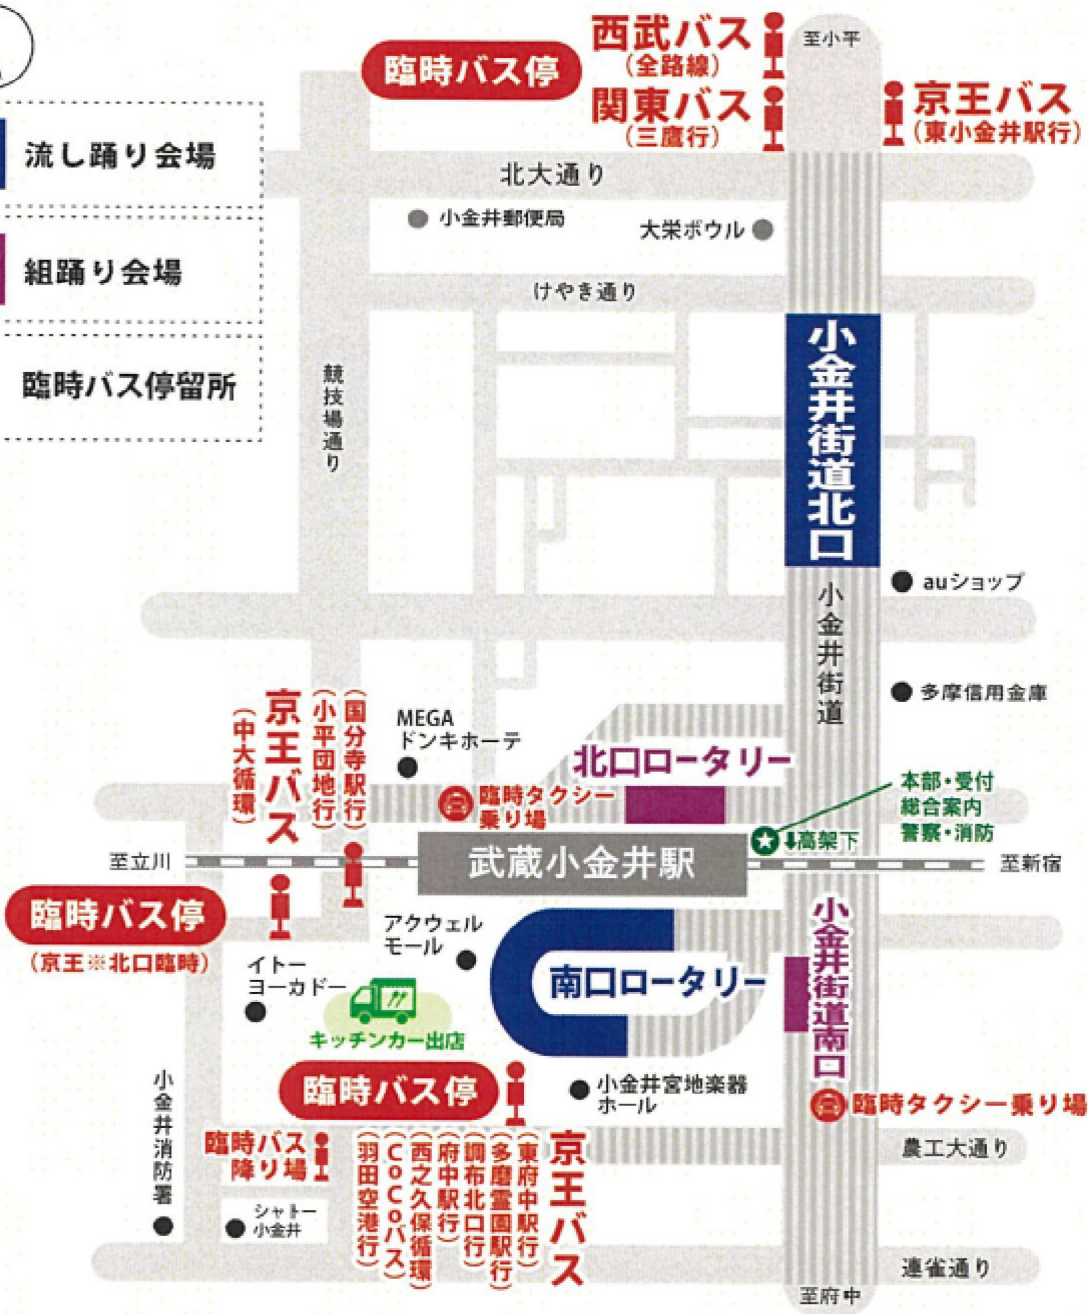 至小平
西武バス
(全路線)
臨時バス停
関東バス
(三鷹行)
京王バス
(東小金井駅行)
流し踊り会場
組踊り会場
臨時バス停留所
北大通り
小金井郵便局
大栄ボウル
けやき通り
競技場通り
小金井街道北口
auショップ
小金井街道
多摩信用金庫
京王バス
(中大循環)
(小平団地行)
(国分寺駅行)
MEGA
ドンキホーテ
北口ロータリー
臨時タクシー
乗り場
本部・受付
総合案内
警察・消防
⬇高架下
至立川
武蔵小金井駅
至新宿
臨時バス停
(京王※北口臨時)
アクウェル
モール
イトー
ヨーカドー
キッチンカー出店
南口ロータリー
小金井街道南口
臨時バス停
小金井宮地楽器
ホール
臨時タクシー乗り場
小金井消防署
臨時バス
降り場
シャトー
小金井
京王バス
(東府中駅行)
(多磨霊園駅行)
(調布北口行)
(府中駅行)
(西之久保循環)
(CoCoバス)
(羽田空港行)
農工大通り
連雀通り
至府中